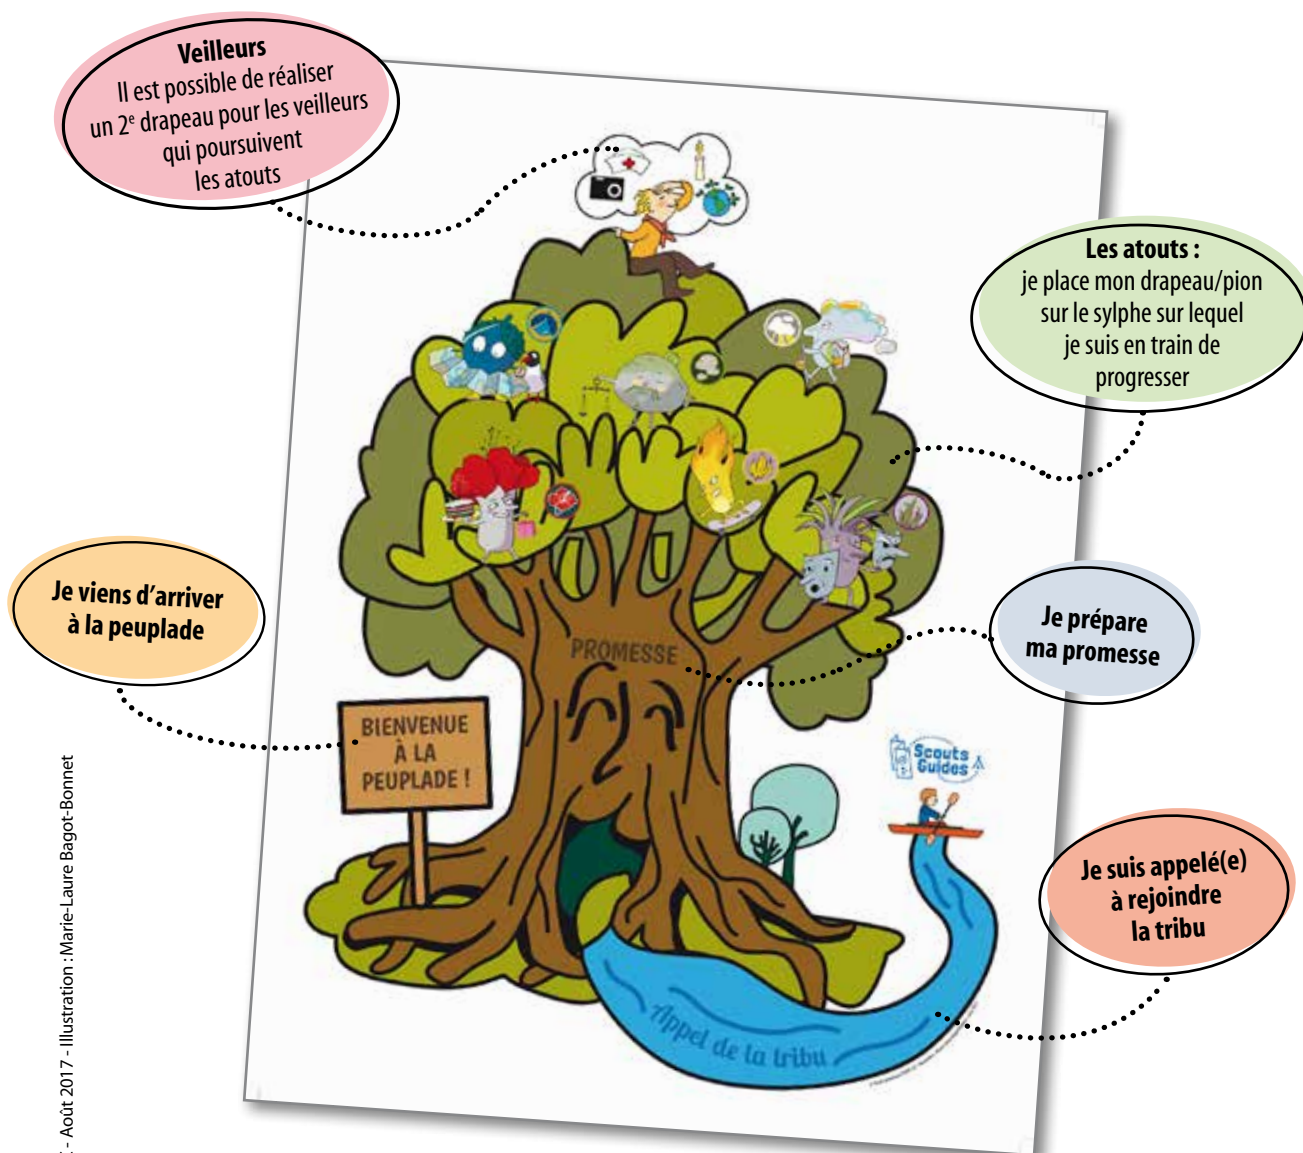 Veilleurs
Il est possible de réaliser
un 2e drapeau pour les veilleurs
qui poursuivent
les atouts
Les atouts :
je place mon drapeau/pion
sur le sylphe sur lequel
je suis en train de
progresser
Je viens d’arriver
à la peuplade
Je prépare
ma promesse
PROMESSE
BIENVENUE
À LA
PEUPLADE !
Scouts
Guides
Je suis appelé(e)
à rejoindre
la tribu
Appel de la tribu
- Août 2017 - Illustration : Marie-Laure Bagot-Bonnet